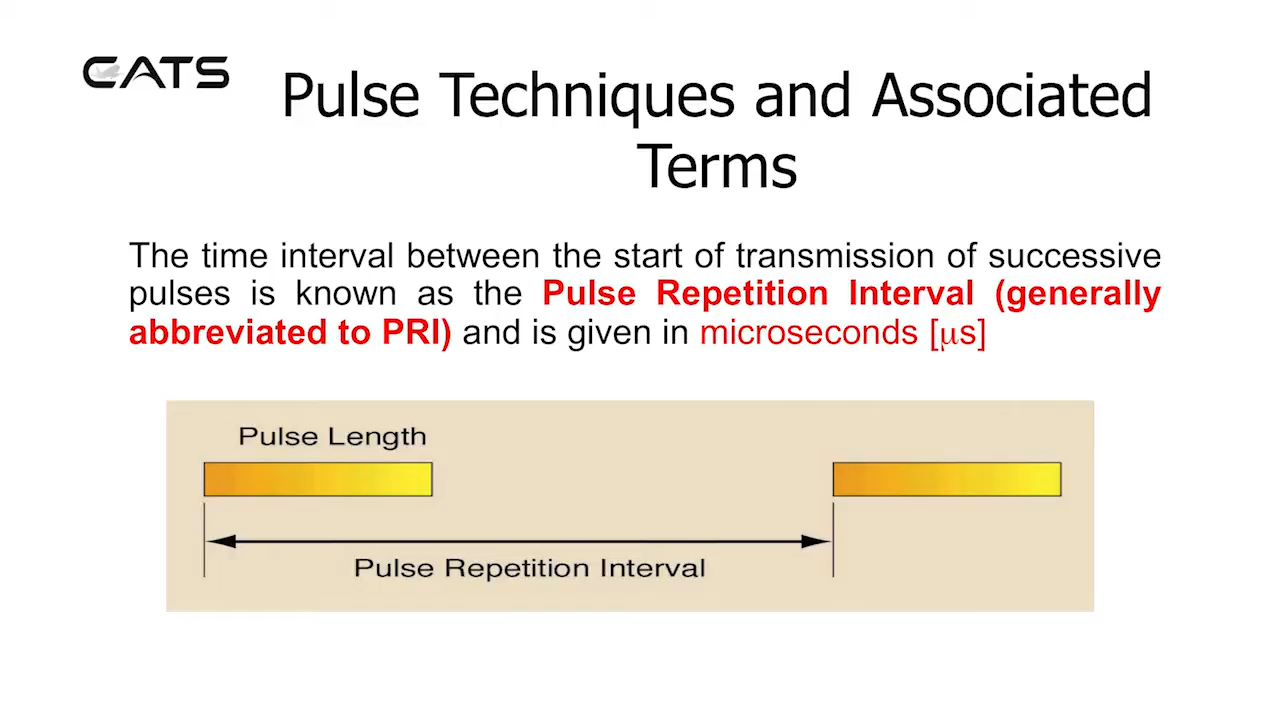 CATS
Pulse Techniques and Associated
Terms
The time interval between the start of transmission of successive
pulses is known as the Pulse Repetition Interval (generally
abbreviated to PRI) and is given in microseconds [μs]
Pulse Length
Pulse Repetition Interval